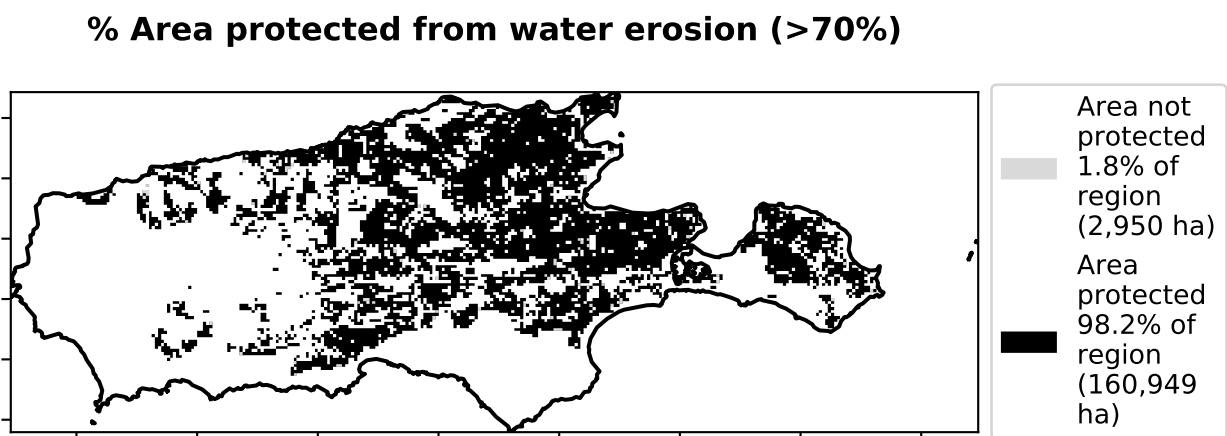 % Area protected from water erosion (>70%)
Area not
protected
1.8% of
region
(2,950 ha)
Area
protected
98.2% of
region
(160,949
ha)